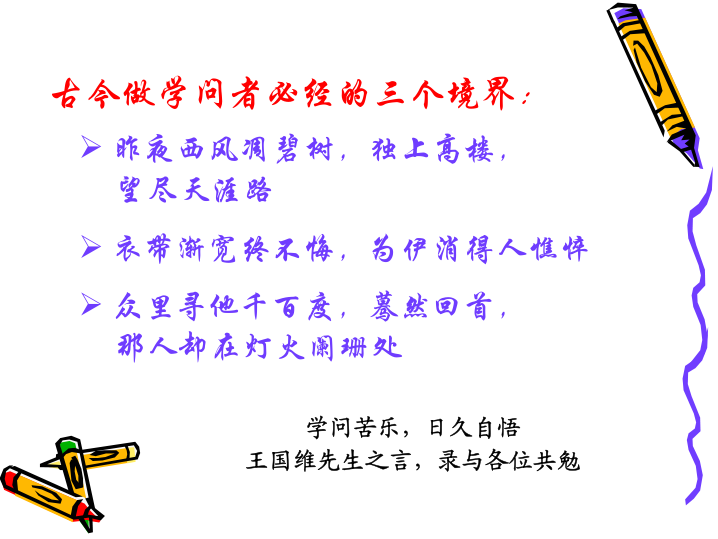 古今做学问者必经的三个境界：
昨夜西风凋碧树，独上高楼，
望尽天涯路
衣带渐宽终不悔，为伊消得人憔悴
众里寻他千百度，蓦然回首，
那人却在灯火阑珊处
学问苦乐，日久自悟
王国维先生之言，录与各位共勉